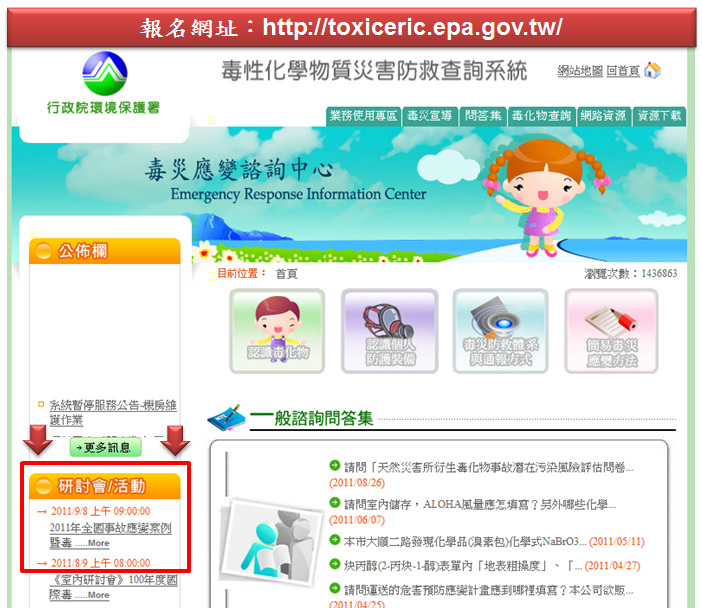 報名網址：http://toxiceric.epa.gov.tw/
行政院環境保護署
毒性化學物質災害防救查詢系統
網站地圖 回首頁
業務使用專區 毒災宣導 問答集 毒化物查詢 網路資源 資源下載
毒災應變諮詢中心
Emergency Response Information Center
公佈欄
系統暫停服務公告-機房維
護作業
更多訊息
研討會/活動
→ 2011/9/8 上午 09:00:00
2011年全國事故應變案例
暨毒 .....More
→ 2011/8/9 上午 08:00:00
《室內研討會》100年度國
際毒 .....More
目前位置： 首頁
瀏覽次數：1436863
認識毒化物
認識個人
防護裝備
毒災防救體系
與通報方式
簡易毒災
應變方法
一般諮詢問答集
請問「天然災害所衍生毒化物事故潛在污染風險評估問卷...
(2011/08/26)
請問室內儲存，ALOHA風量應怎填寫？另外哪些化學...
(2011/06/07)
本市大順二路發現化學品(溴素包)化學式NaBrO3... (2011/05/11)
炔丙醇(2-丙炔-1-醇)表單內「地表粗操度」、「... (2011/04/27)
請問運送的危害預防應變計畫應到哪裡填寫？本公司欲販...
(2011/04/25)